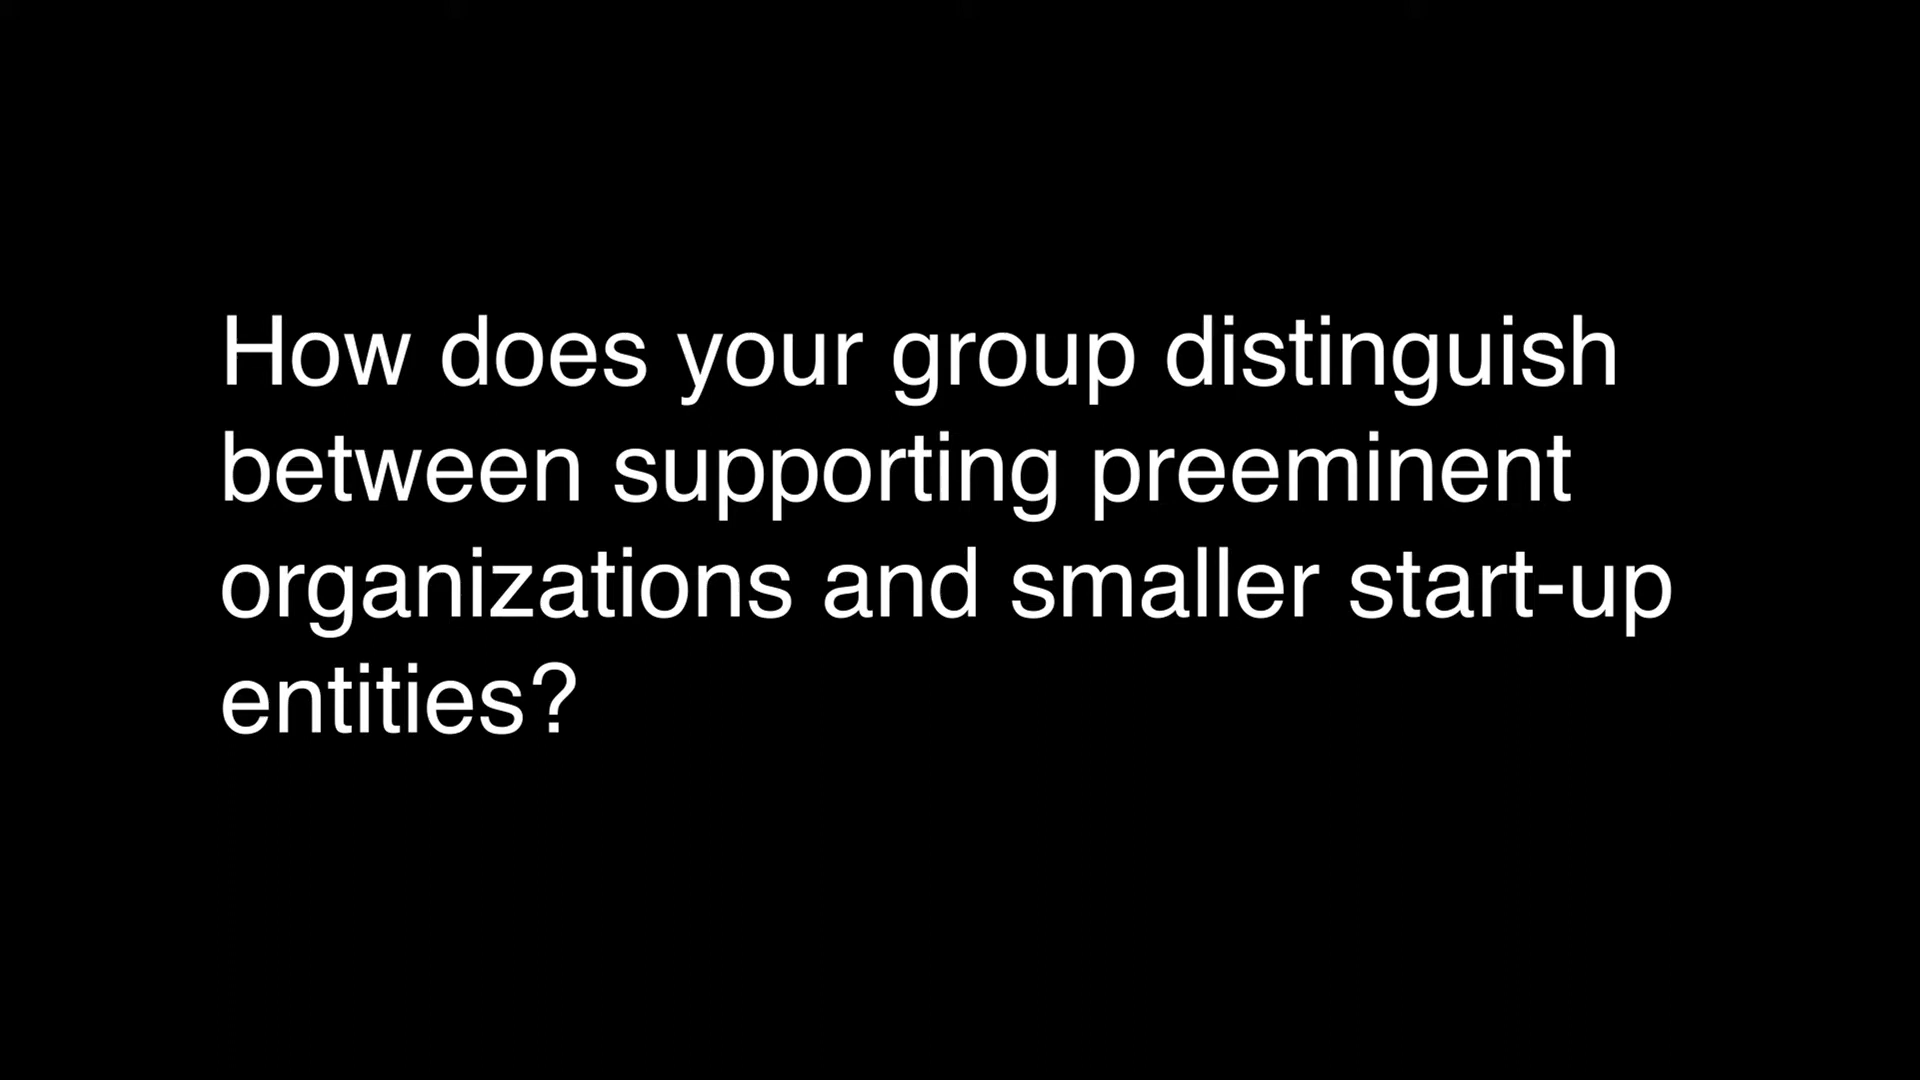 How does your group distinguish
between supporting preeminent
organizations and smaller start-up
entities?